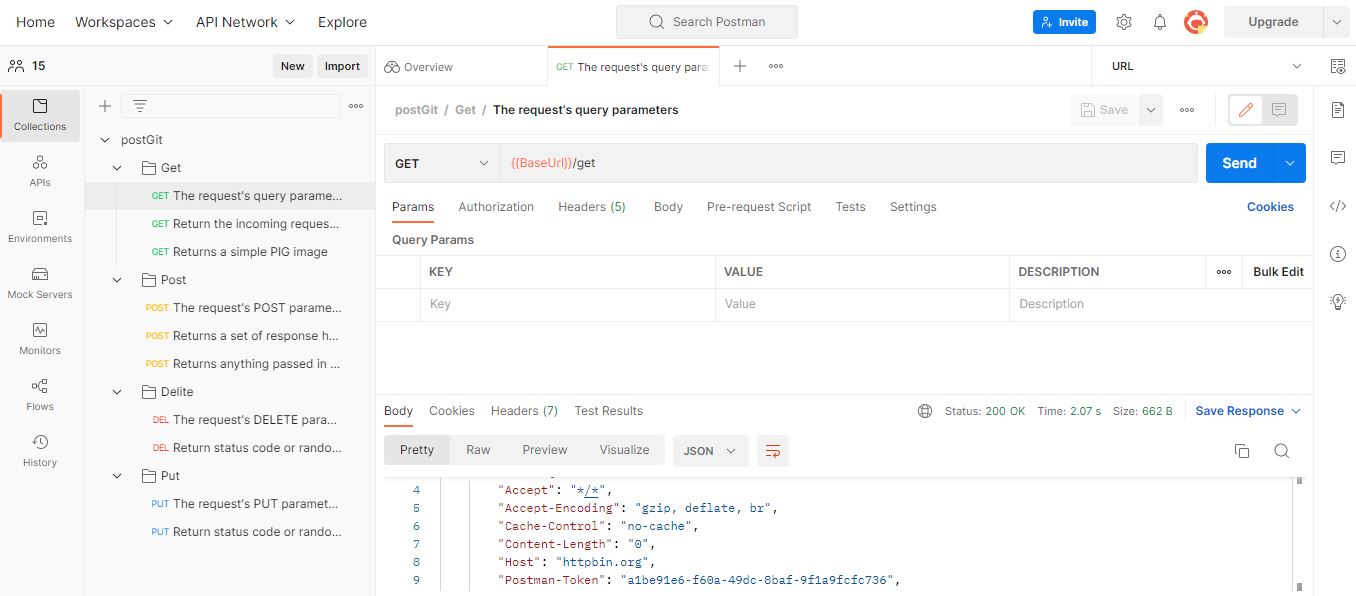 Home Workspaces API Network Explore Search Postman Invite Upgrade
15 New Import Overview GET The request's query para URL
Collections
APIs
Environments
Mock Servers
Monitors
Flows
History
postGit
Get
GET The request's query parame...
GET Return the incoming reques...
GET Returns a simple PIG image
Post
POST The request's POST parame...
POST Returns a set of response h...
POST Returns anything passed in ...
Delite
DEL The request's DELETE para...
DEL Return status code or rando...
Put
PUT The request's PUT paramet...
PUT Return status code or rando...
postGit / Get / The request's query parameters Save
GET {{BaseUrl}}/get Send
Params Authorization Headers (5) Body Pre-request Script Tests Settings Cookies
Query Params
KEY VALUE DESCRIPTION Bulk Edit
Key Value Description
Body Cookies Headers (7) Test Results Status: 200 OK Time: 2.07 s Size: 662 B Save Response
Pretty Raw Preview Visualize JSON
4 "Accept": "*/*",
5 "Accept-Encoding": "gzip, deflate, br",
6 "Cache-Control": "no-cache",
7 "Content-Length": "0",
8 "Host": "httpbin.org",
9 "Postman-Token": "a1be91e6-f60a-49dc-8baf-9f1a9fcfc736",